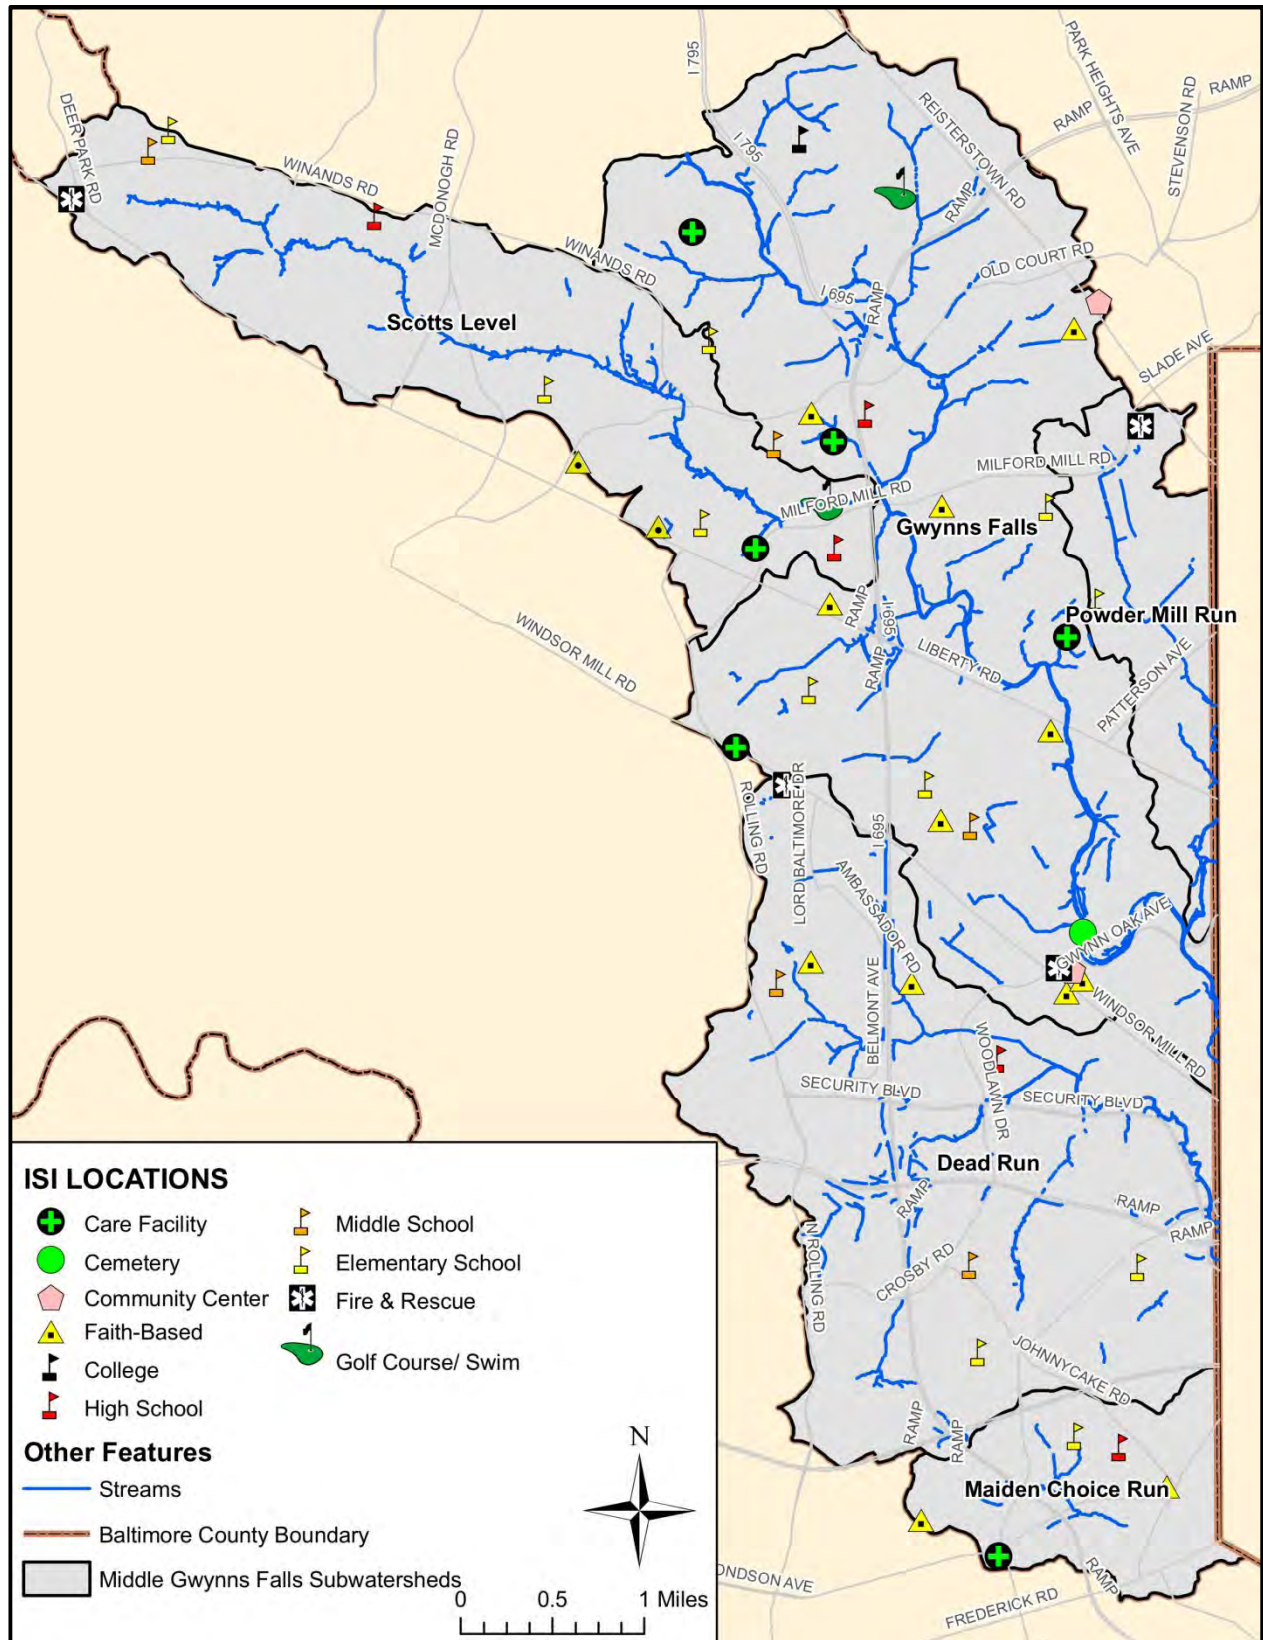 I 795
PARK HEIGHTS AVE
RAMP
RAMP
STEVENSON RD
REISTERSTOWN RD
DEER PARK RD
I 795
WINANDS RD
MCDONOGH RD
RAMP
WINANDS RD
OLD COURT RD
I 695
RAMP
Scotts Level
SLADE AVE
MILFORD MILL RD
MILFORD MILL RD
Gwynns Falls
RAMP
I 695
Powder Mill Run
WINDSOR MILL RD
RAMP
LIBERTY RD
PATTERSON AVE
ROLLING RD
LORD BALTIMORE DR
I 695
AMBASSADOR RD
GWYNN OAK AVE
BELMONT AVE
WINDSOR MILL RD
WOODLAWN DR
SECURITY BLVD
SECURITY BLVD
Dead Run
RAMP
RAMP
RAMP
N ROLLING RD
CROSBY RD
JOHNNYCAKE RD
RAMP
RAMP
Maiden Choice Run
ONDSON AVE
FREDERICK RD
RAMP
ISI LOCATIONS
Care Facility
Cemetery
Community Center
Faith-Based
College
High School
Middle School
Elementary School
Fire & Rescue
Golf Course/ Swim
Other Features
Streams
Baltimore County Boundary
Middle Gwynns Falls Subwatersheds
N
0 0.5 1 Miles